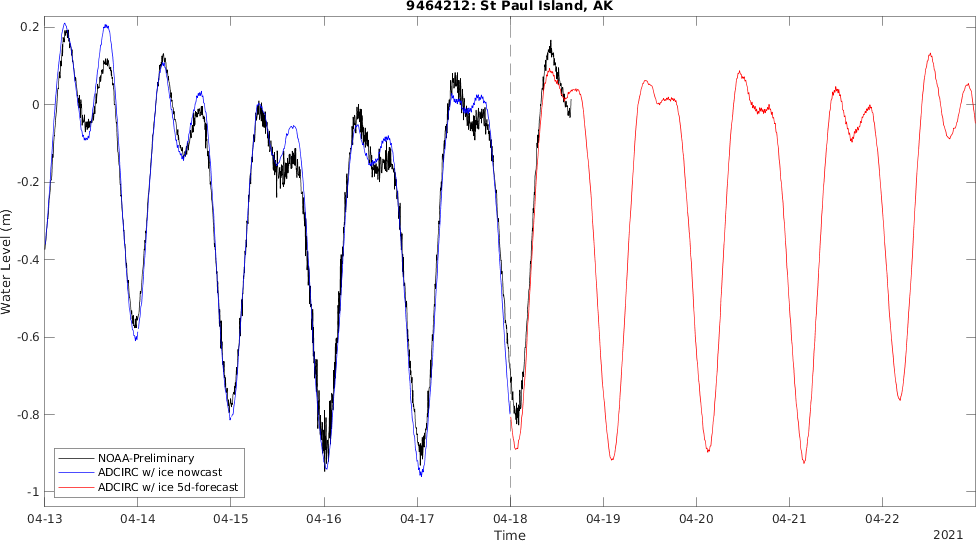 9464212: St Paul Island, AK
0.2
0
-0.2
-0.4
-0.6
-0.8
-1
Water Level (m)
NOAA-Preliminary
ADCIRC w/ ice nowcast
ADCIRC w/ ice 5d-forecast
04-13 04-14 04-15 04-16 04-17 04-18 04-19 04-20 04-21 04-22
Time
2021